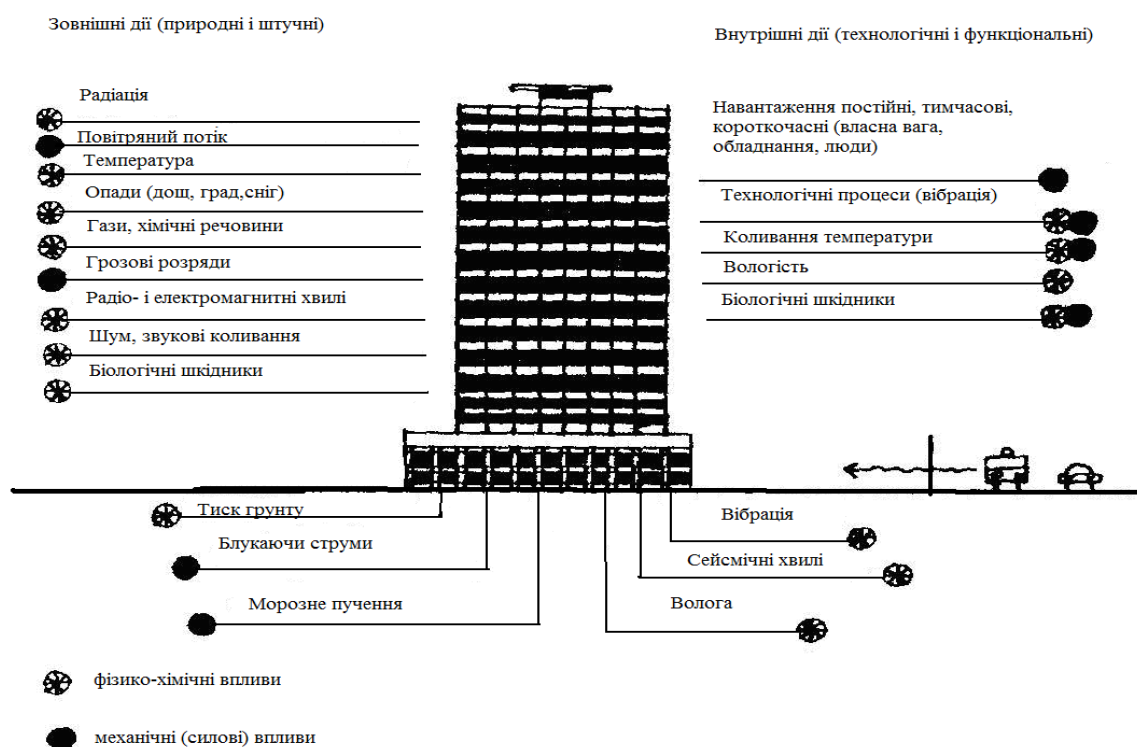 Зовнішні дії (природні і штучні)
Внутрішні дії (технологічні і функціональні)
Радіація
Повітряний потік
Температура
Опади (дощ, град,сніг)
Гази, хімічні речовини
Грозові розряди
Радіо- і електромагнитні хвилі
Шум, звукові коливання
Біологічні шкідники
Навантаження постійні, тимчасові,
короткочасні (власна вага,
обладнання, люди)
Технологічні процеси (вібрація)
Коливання температури
Вологість
Біологічні шкідники
Тиск грунту
Блукаючи струми
Морозне пучення
Вібрація
Сейсмічні хвилі
Волога
фізико-хімічні впливи
механічні (силові) впливи